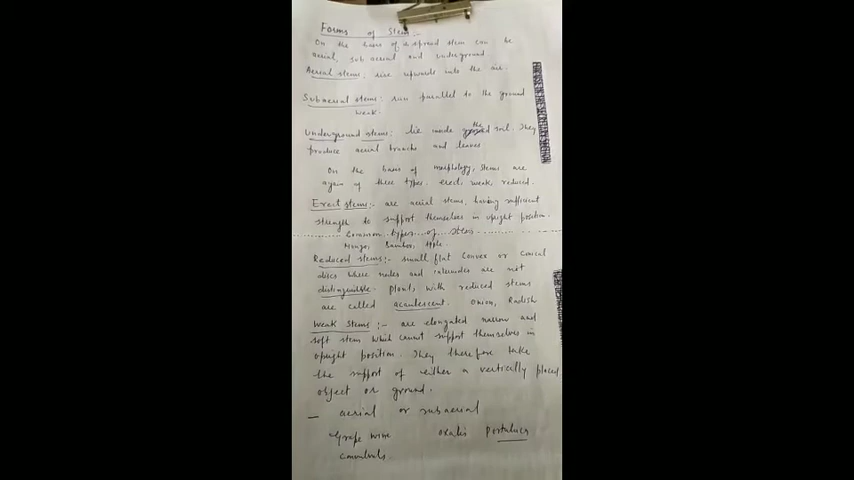 Forms of Stem:-
On the basis of spread stem can be
aerial, sub aerial and underground.
Aerial stems: rise upwards into the air.
Subaerial stems: run parallel to the ground
weak.
Underground stems: lie inside the soil. They
produce aerial branches and leaves
On the basis of morphology, stems are
again of three types. erect, weak, reduced.
Erect stems:- are aerial stems, having sufficient
strength to support themselves in upright position.
Common types of
Mango, Bamboo, Apple.
Reduced stems:- small flat convex or conical
discs where nodes and internodes are not
distinguishable. Plants with reduced stems
are called acaulescent. Onion, Radish
Weak Stems:- are elongated narrow and
soft stem which cannot support themselves in
upright position. They therefore take
the support of either a vertically placed
object or ground.
— aerial or subaerial
Grape wine oxalis Portulaca